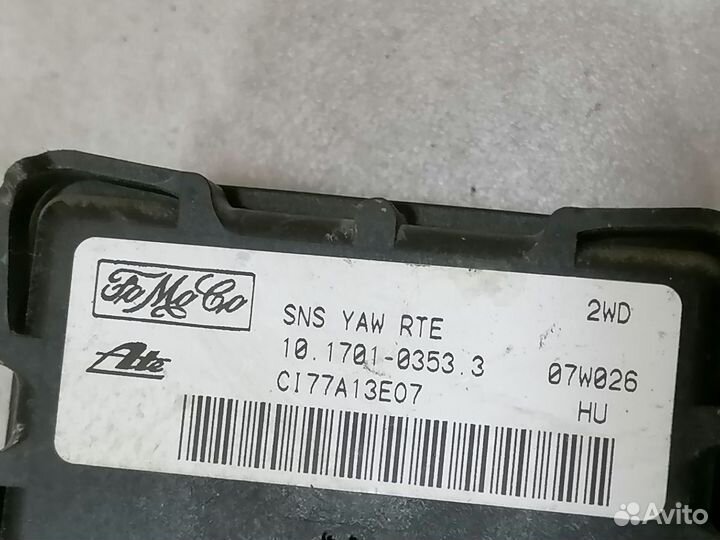 FoMoCo
SNS YAW RTE 2WD
Ate
10.1701-0353.3 07W026
CI77A13E07 HU
Avito